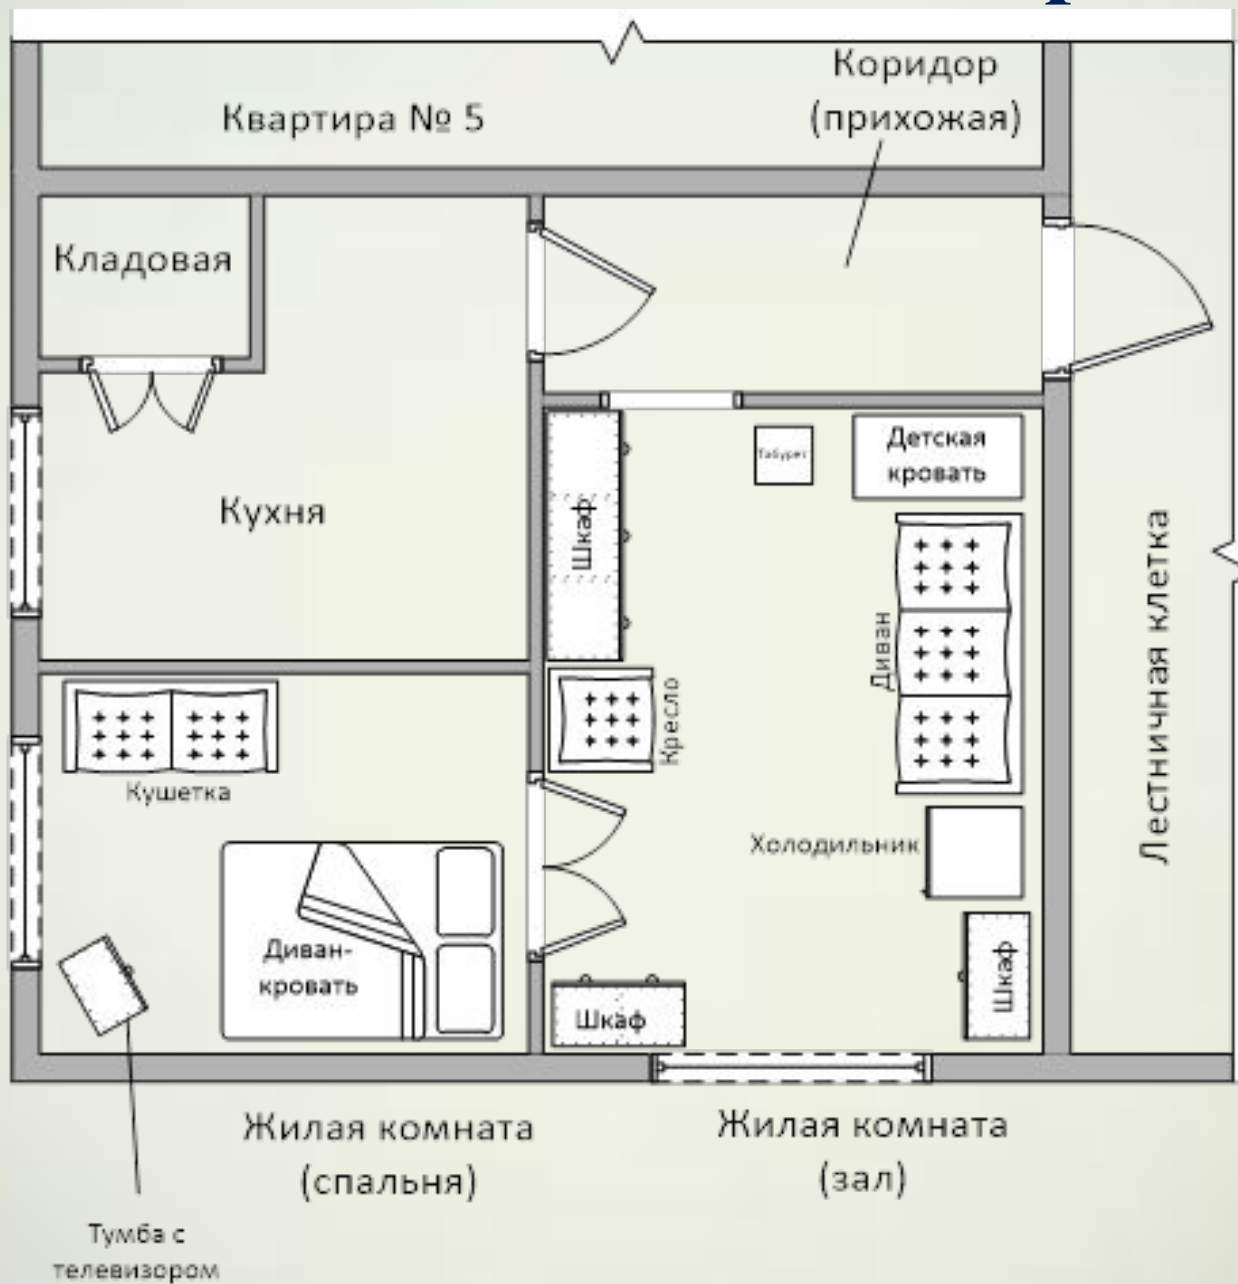 Коридор
(прихожая)
Квартира № 5
Кладовая
Кухня
Шкаф
Табурет
Детская
кровать
Диван
Кресло
Лестничная клетка
Кушетка
Холодильник
Диван-
кровать
Шкаф
Шкаф
Жилая комната
(спальня)
Жилая комната
(зал)
Тумба с
телевизором